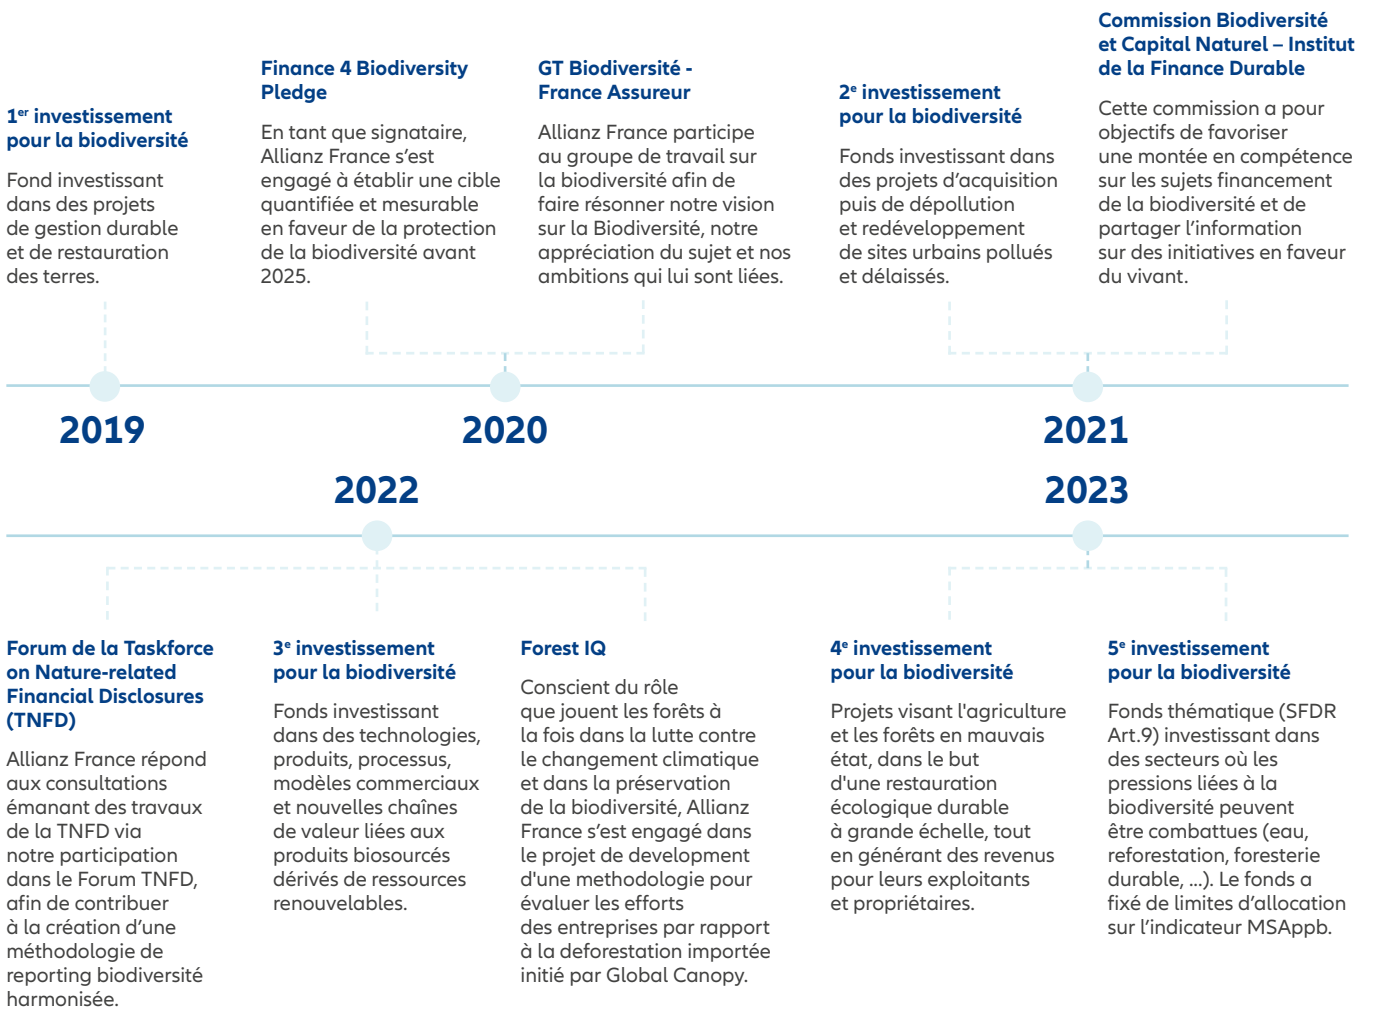 1er investissement
pour la biodiversité
Fond investissant
dans des projets
de gestion durable
et de restauration
des terres.
Finance 4 Biodiversity
Pledge
En tant que signataire,
Allianz France s’est
engagé à établir une cible
quantifiée et mesurable
en faveur de la protection
de la biodiversité avant
2025.
GT Biodiversité -
France Assureur
Allianz France participe
au groupe de travail sur
la biodiversité afin de
faire résonner notre vision
sur la Biodiversité, notre
appréciation du sujet et nos
ambitions qui lui sont liées.
2e investissement
pour la biodiversité
Fonds investissant dans
des projets d’acquisition
puis de dépollution
et redéveloppement
de sites urbains pollués
et délaissés.
Commission Biodiversité
et Capital Naturel – Institut
de la Finance Durable
Cette commission a pour
objectifs de favoriser
une montée en compétence
sur les sujets financement
de la biodiversité et de
partager l’information
sur des initiatives en faveur
du vivant.
2019
2020
2021
2022
2023
Forum de la Taskforce
on Nature-related
Financial Disclosures
(TNFD)
Allianz France répond
aux consultations
émanant des travaux
de la TNFD via
notre participation
dans le Forum TNFD,
afin de contribuer
à la création d’une
méthodologie de
reporting biodiversité
harmonisée.
3e investissement
pour la biodiversité
Fonds investissant
dans des technologies,
produits, processus,
modèles commerciaux
et nouvelles chaînes
de valeur liées aux
produits biosourcés
dérivés de ressources
renouvelables.
Forest IQ
Conscient du rôle
que jouent les forêts à
la fois dans la lutte contre
le changement climatique
et dans la préservation
de la biodiversité, Allianz
France s’est engagé dans
le projet de development
d'une methodologie pour
évaluer les efforts
des entreprises par rapport
à la deforestation importée
initié par Global Canopy.
4e investissement
pour la biodiversité
Projets visant l'agriculture
et les forêts en mauvais
état, dans le but
d'une restauration
écologique durable
à grande échelle, tout
en générant des revenus
pour leurs exploitants
et propriétaires.
5e investissement
pour la biodiversité
Fonds thématique (SFDR
Art.9) investissant dans
des secteurs où les
pressions liées à la
biodiversité peuvent
être combattues (eau,
reforestation, foresterie
durable, ...). Le fonds a
fixé de limites d’allocation
sur l’indicateur MSAppb.